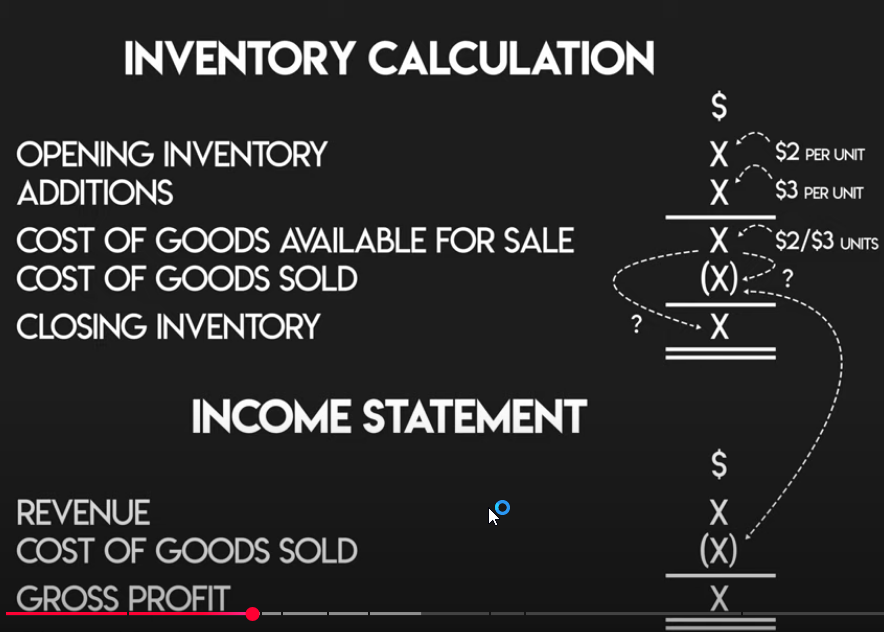 INVENTORY CALCULATION
$
OPENING INVENTORY X $2 PER UNIT
ADDITIONS X $3 PER UNIT
COST OF GOODS AVAILABLE FOR SALE X $2/$3 UNITS
COST OF GOODS SOLD (X) ?
CLOSING INVENTORY ? X
INCOME STATEMENT
$
REVENUE X
COST OF GOODS SOLD (X)
GROSS PROFIT X